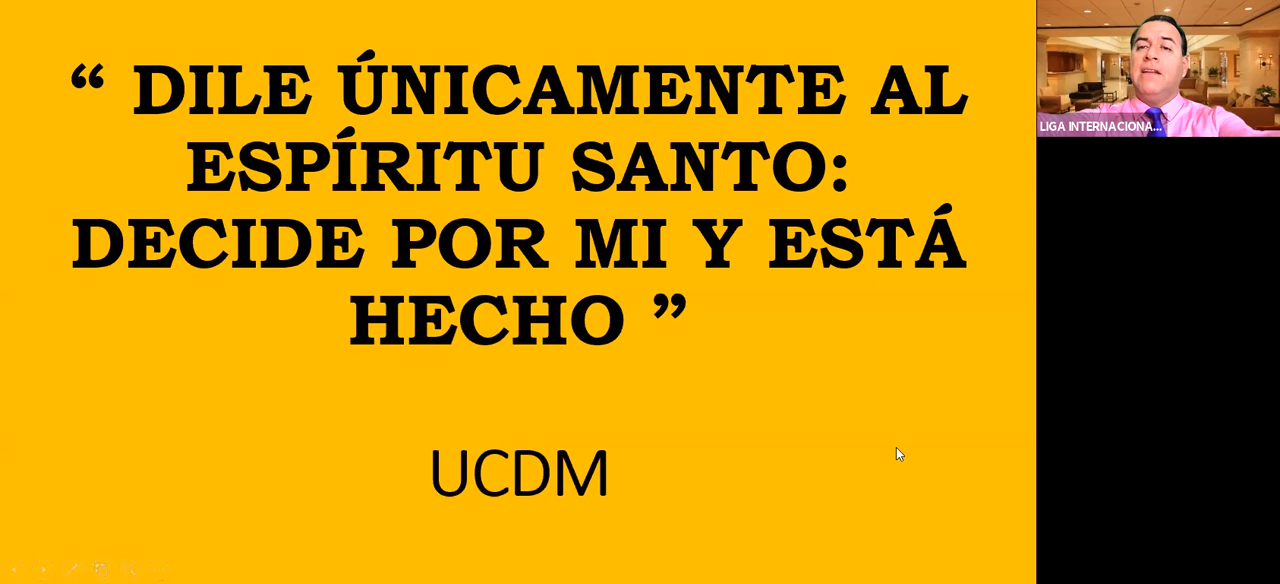 “ DILE ÚNICAMENTE AL
ESPÍRITU SANTO:
DECIDE POR MI Y ESTÁ
HECHO ”
UCDM
LIGA INTERNACIONA...